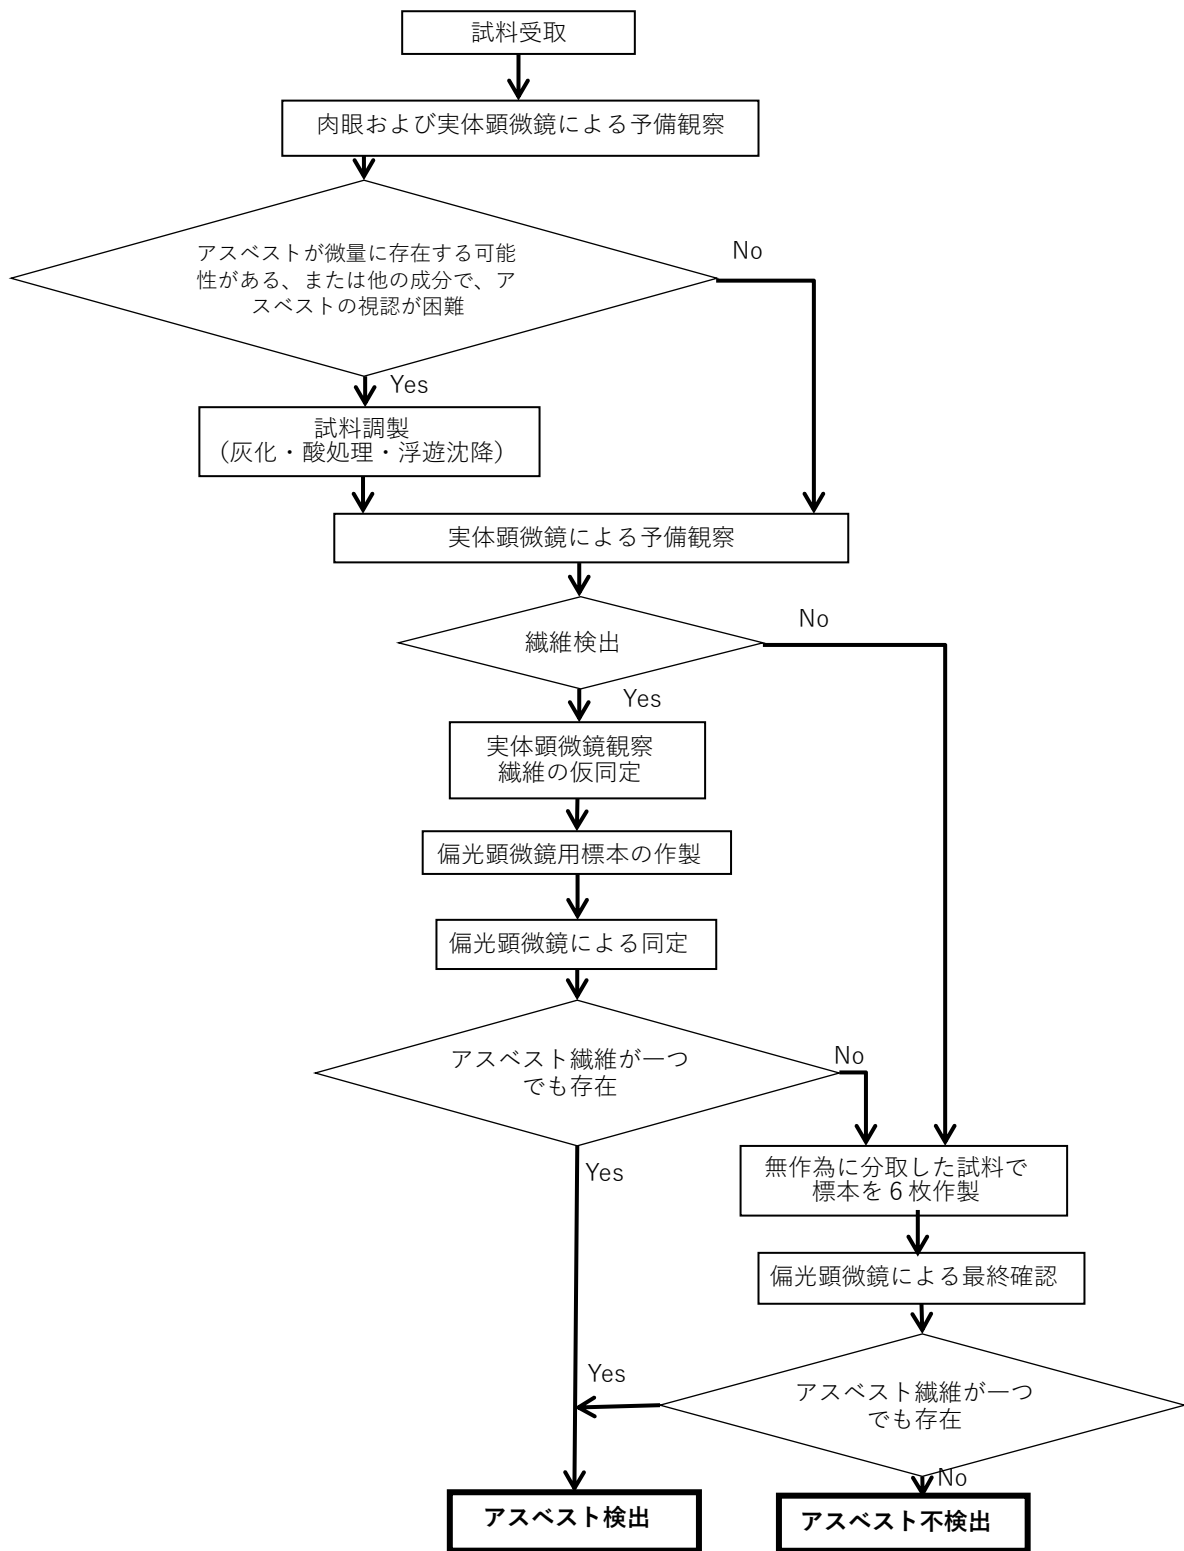 試料受取
肉眼および実体顕微鏡による予備観察
アスベストが微量に存在する可能
性がある、または他の成分で、ア
スベストの視認が困難
No
Yes
試料調製
（灰化・酸処理・浮遊沈降）
実体顕微鏡による予備観察
繊維検出
No
Yes
実体顕微鏡観察
繊維の仮同定
偏光顕微鏡用標本の作製
偏光顕微鏡による同定
アスベスト繊維が一つ
でも存在
No
Yes
無作為に分取した試料で
標本を６枚作製
偏光顕微鏡による最終確認
アスベスト繊維が一つ
でも存在
Yes
No
アスベスト検出
アスベスト不検出